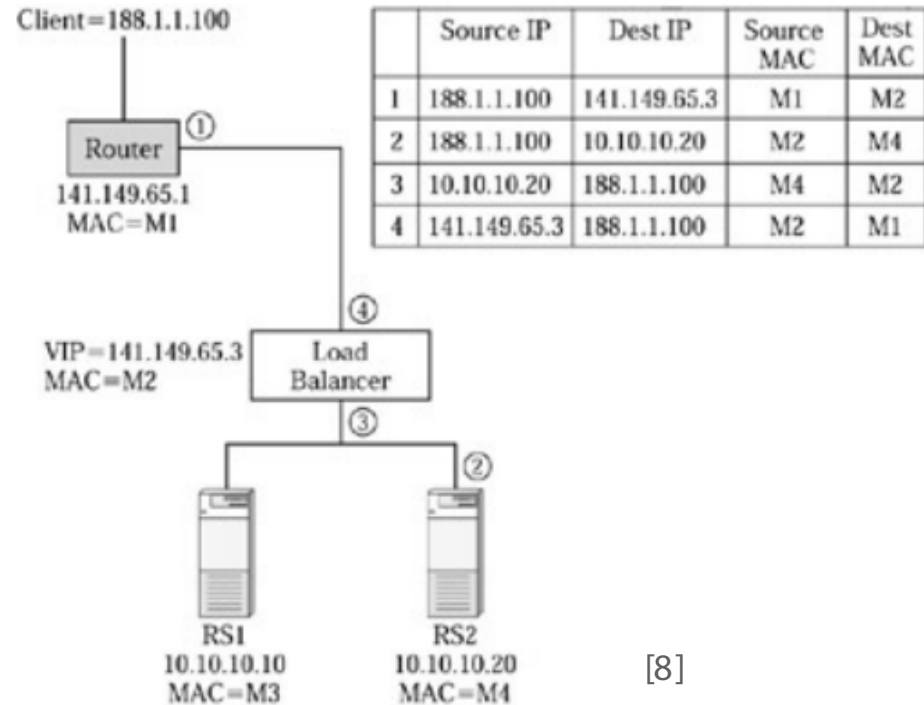 Client=188.1.1.100
Router
①
141.149.65.1
MAC=M1
Source IP Dest IP Source MAC Dest MAC
1 188.1.1.100 141.149.65.3 M1 M2
2 188.1.1.100 10.10.10.20 M2 M4
3 10.10.10.20 188.1.1.100 M4 M2
4 141.149.65.3 188.1.1.100 M2 M1
④
VIP=141.149.65.3
MAC=M2
Load
Balancer
③
②
RS1
10.10.10.10
MAC=M3
RS2
10.10.10.20
MAC=M4
[8]